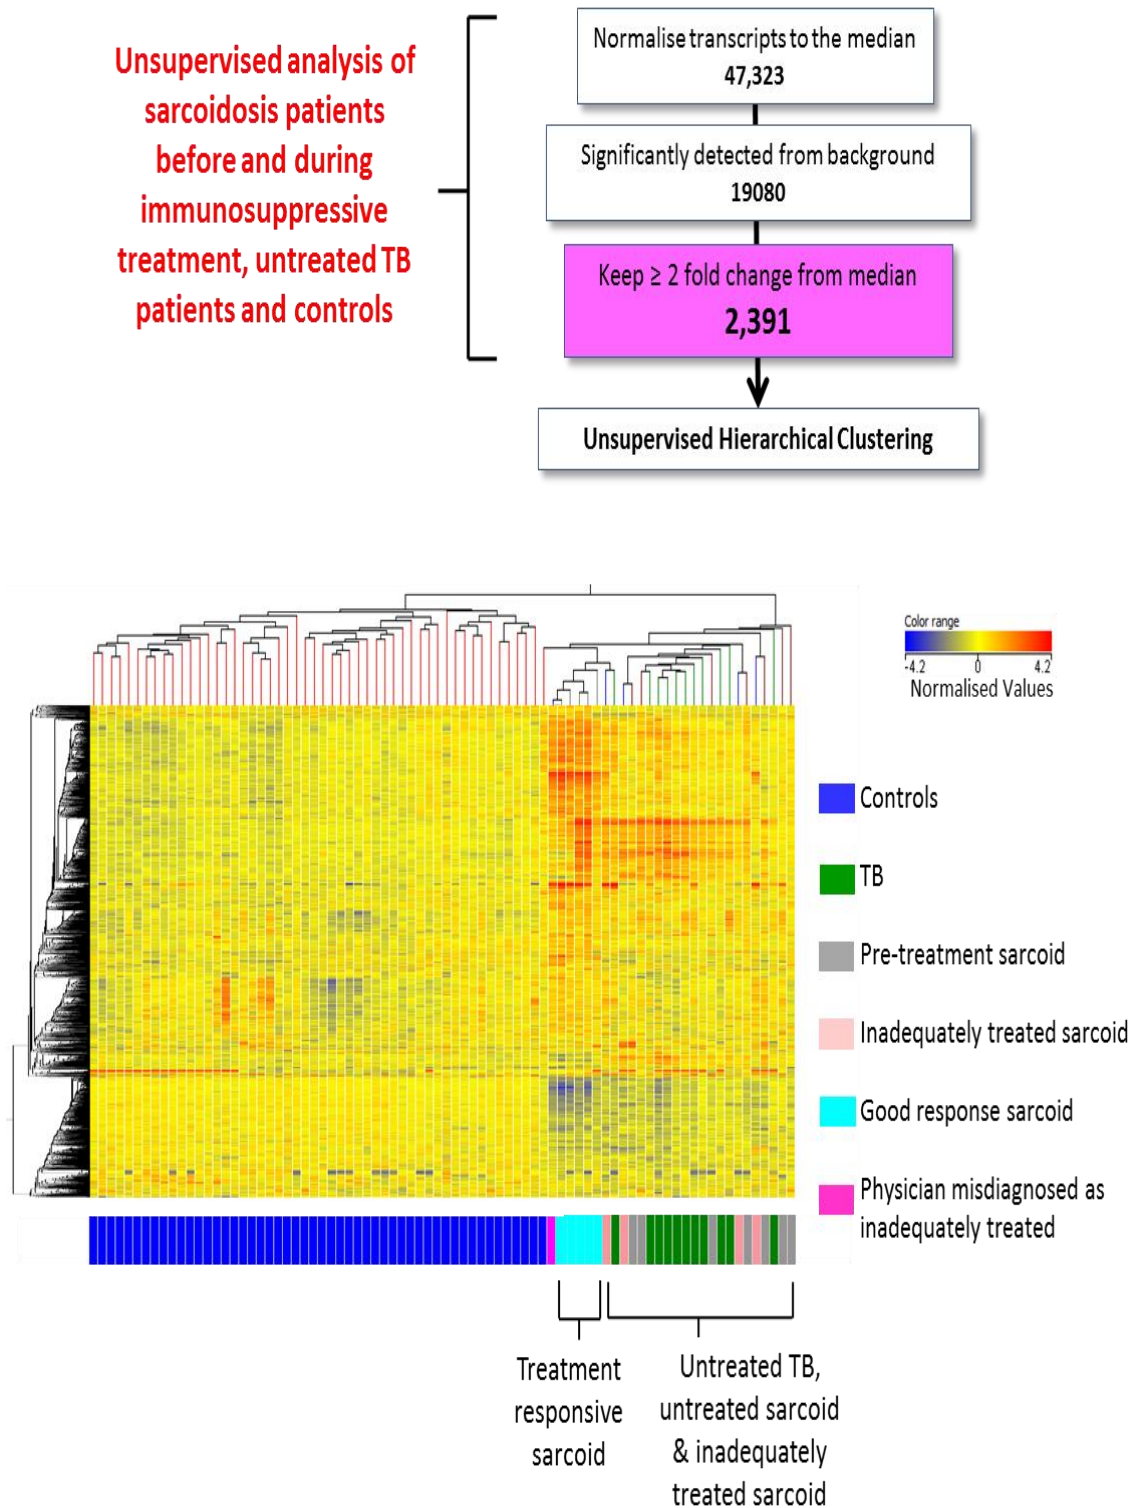 Unsupervised analysis of
sarcoidosis patients
before and during
immunosuppressive
treatment, untreated TB
patients and controls
Normalise transcripts to the median
47,323
Significantly detected from background
19080
Keep ≥ 2 fold change from median
2,391
Unsupervised Hierarchical Clustering
Color range
-4.2 0 4.2
Normalised Values
Controls
TB
Pre-treatment sarcoid
Inadequately treated sarcoid
Good response sarcoid
Physician misdiagnosed as
inadequately treated
Treatment
responsive
sarcoid
Untreated TB,
untreated sarcoid
& inadequately
treated sarcoid